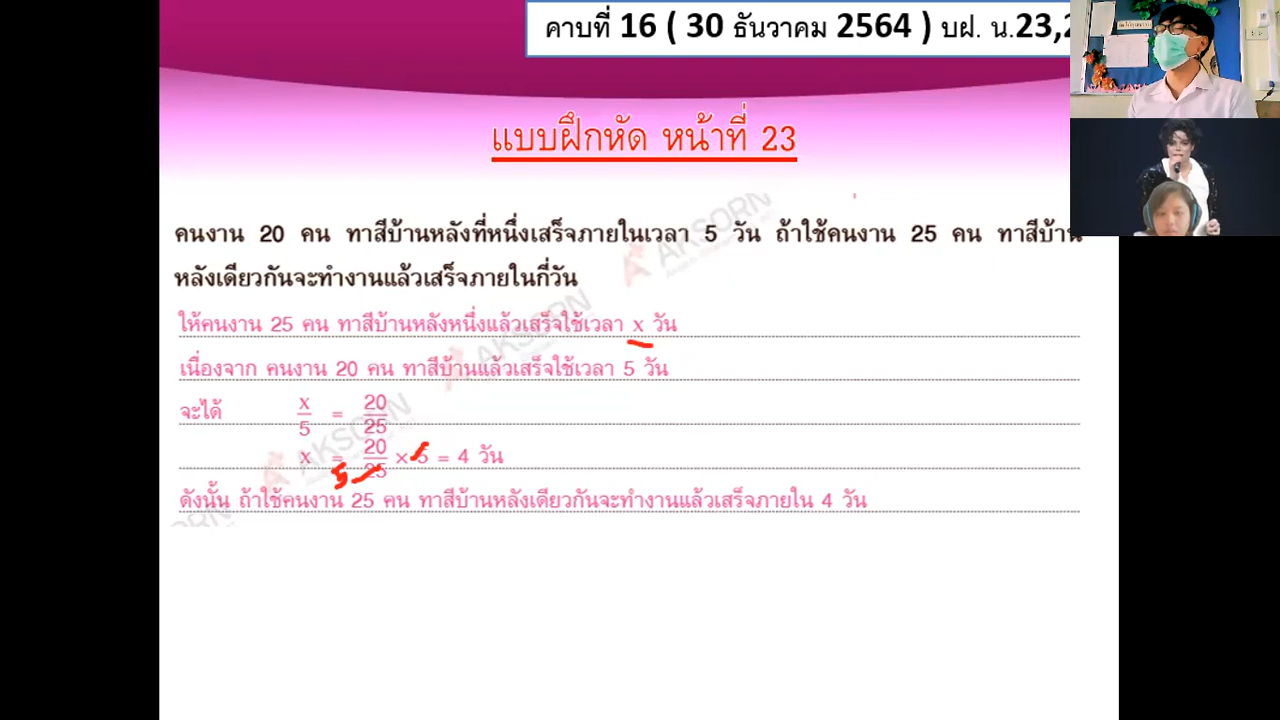 คาบที่ 16 ( 30 ธันวาคม 2564 ) บฝ. น.23,2
แบบฝึกหัด หน้าที่ 23
คนงาน 20 คน ทาสีบ้านหลังที่หนึ่งเสร็จภายในเวลา 5 วัน ถ้าใช้คนงาน 25 คน ทาสีบ้าน
หลังเดียวกันจะทำงานแล้วเสร็จภายในกี่วัน
ให้คนงาน 25 คน ทาสีบ้านหลังหนึ่งแล้วเสร็จใช้เวลา x วัน
เนื่องจาก คนงาน 20 คน ทาสีบ้านแล้วเสร็จใช้เวลา 5 วัน
จะได้ x/5 = 20/25
x = 20/25 × 5 = 4 วัน
5
ดังนั้น ถ้าใช้คนงาน 25 คน ทาสีบ้านหลังเดียวกันจะทำงานแล้วเสร็จภายใน 4 วัน
AKSORN
AKSORN
AKSORN